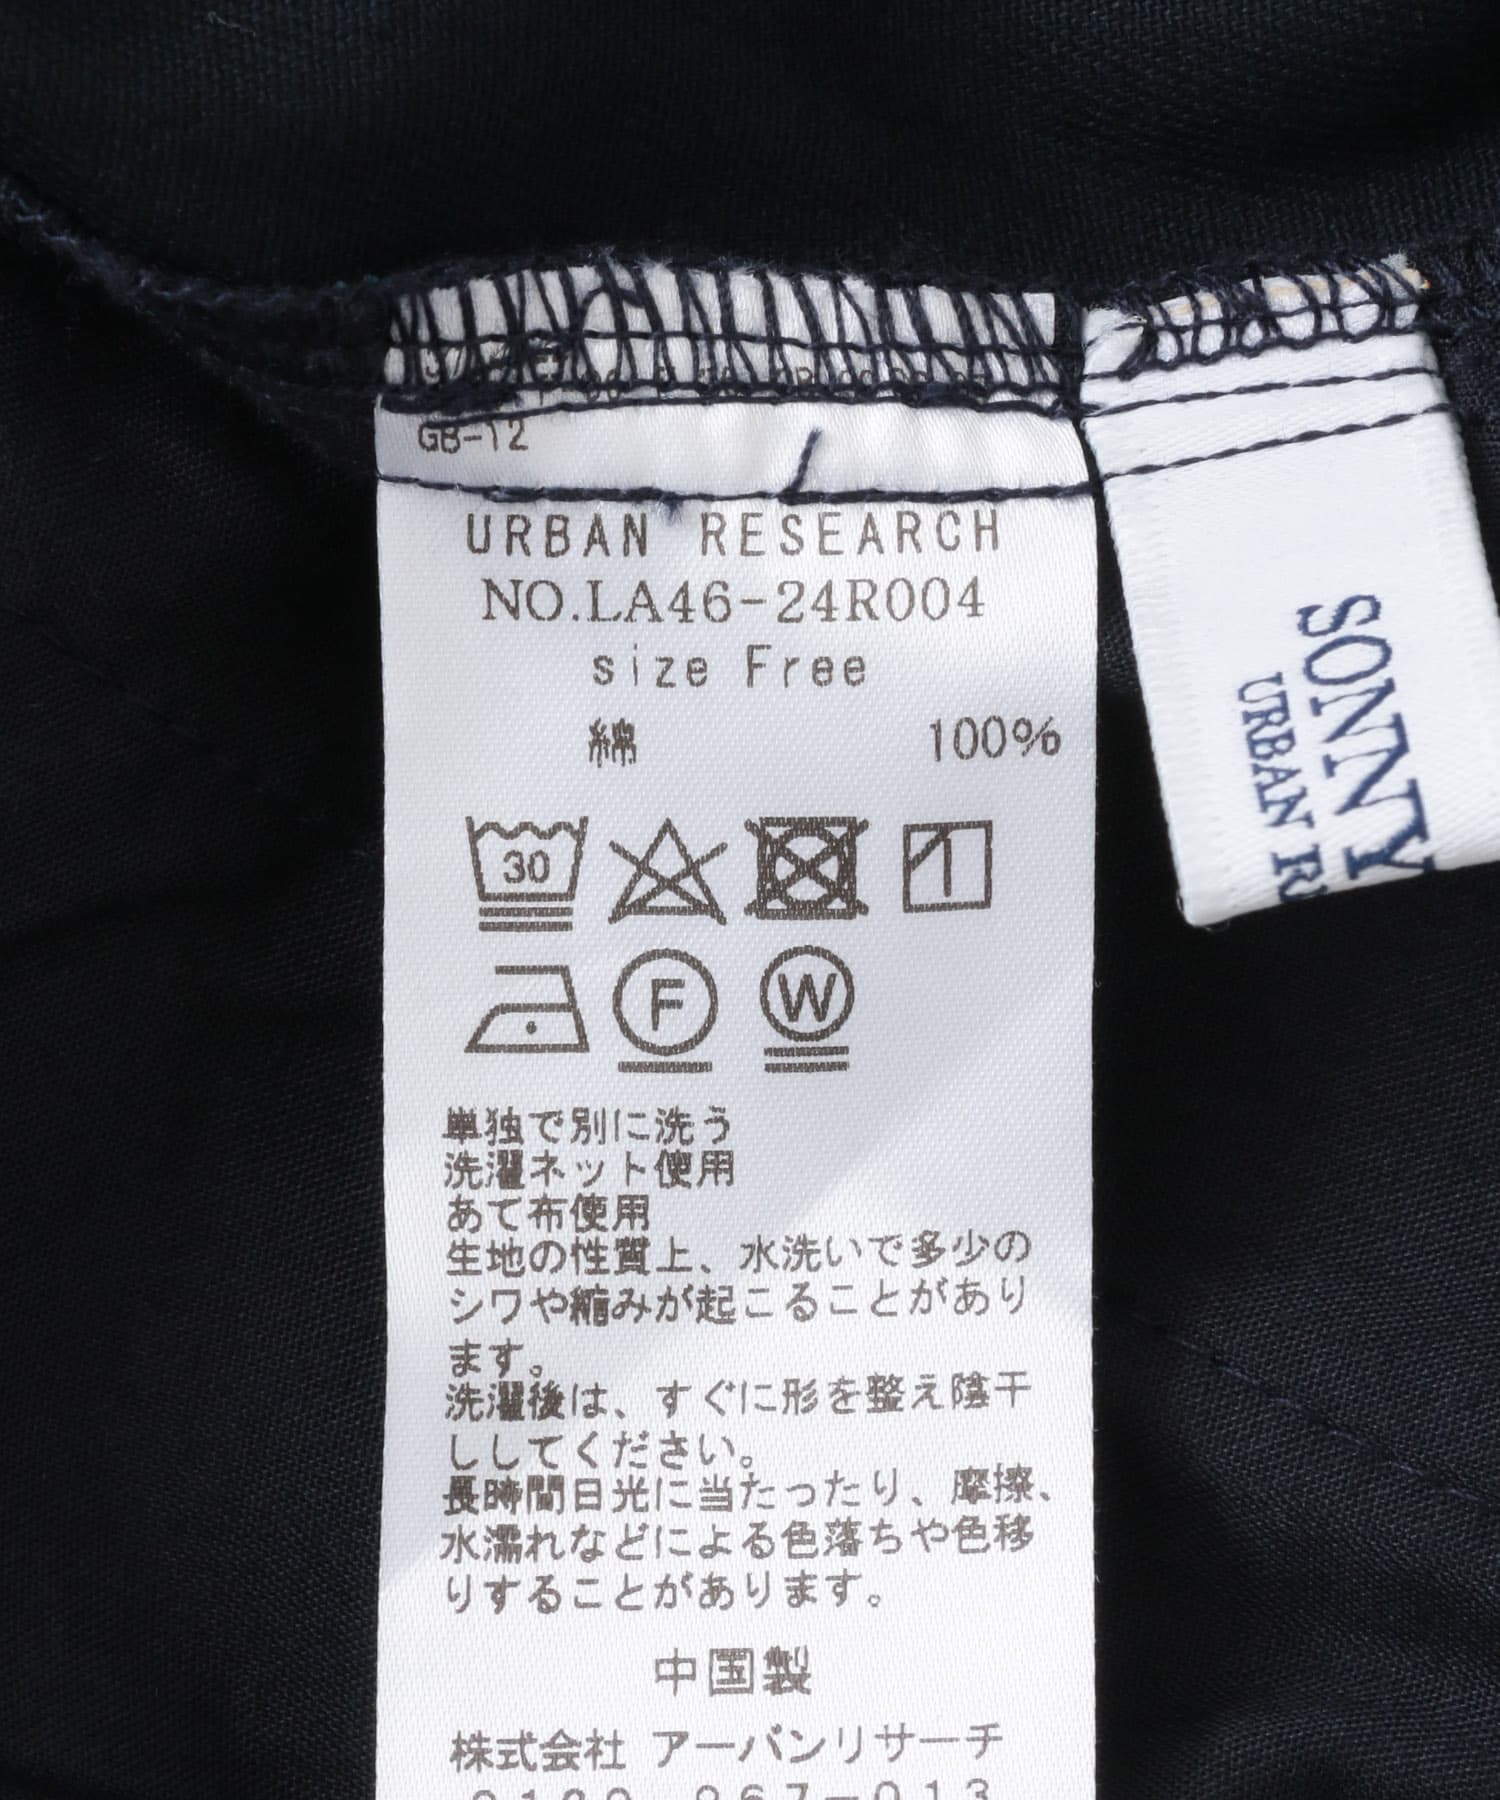 GB-12
URBAN RESEARCH
NO.LA46-24R004
size Free
綿 100%
30
F W
単独で別に洗う
洗濯ネット使用
あて布使用
生地の性質上、水洗いで多少の
シワや縮みが起こることがあり
ます。
洗濯後は、すぐに形を整え陰干
ししてください。
長時間日光に当たったり、摩擦、
水濡れなどによる色落ちや色移
りすることがあります。
中国製
株式会社 アーバンリサーチ
0120 967-013
SONNY
URBAN